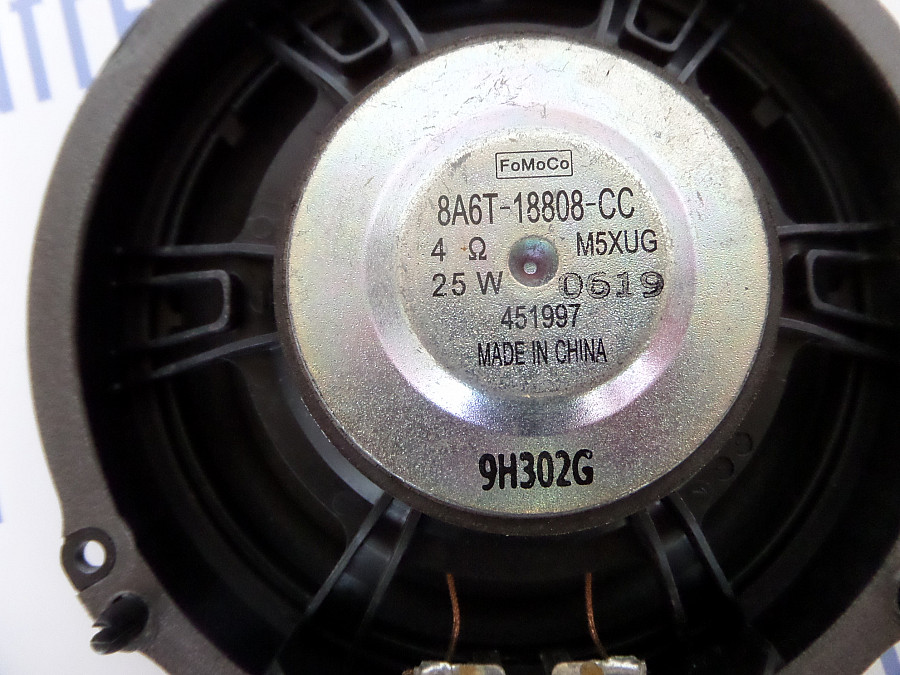 FoMoCo
8A6T-18808-CC
4 Ω M5XUG
25 W 0619
451997
MADE IN CHINA
9H302G